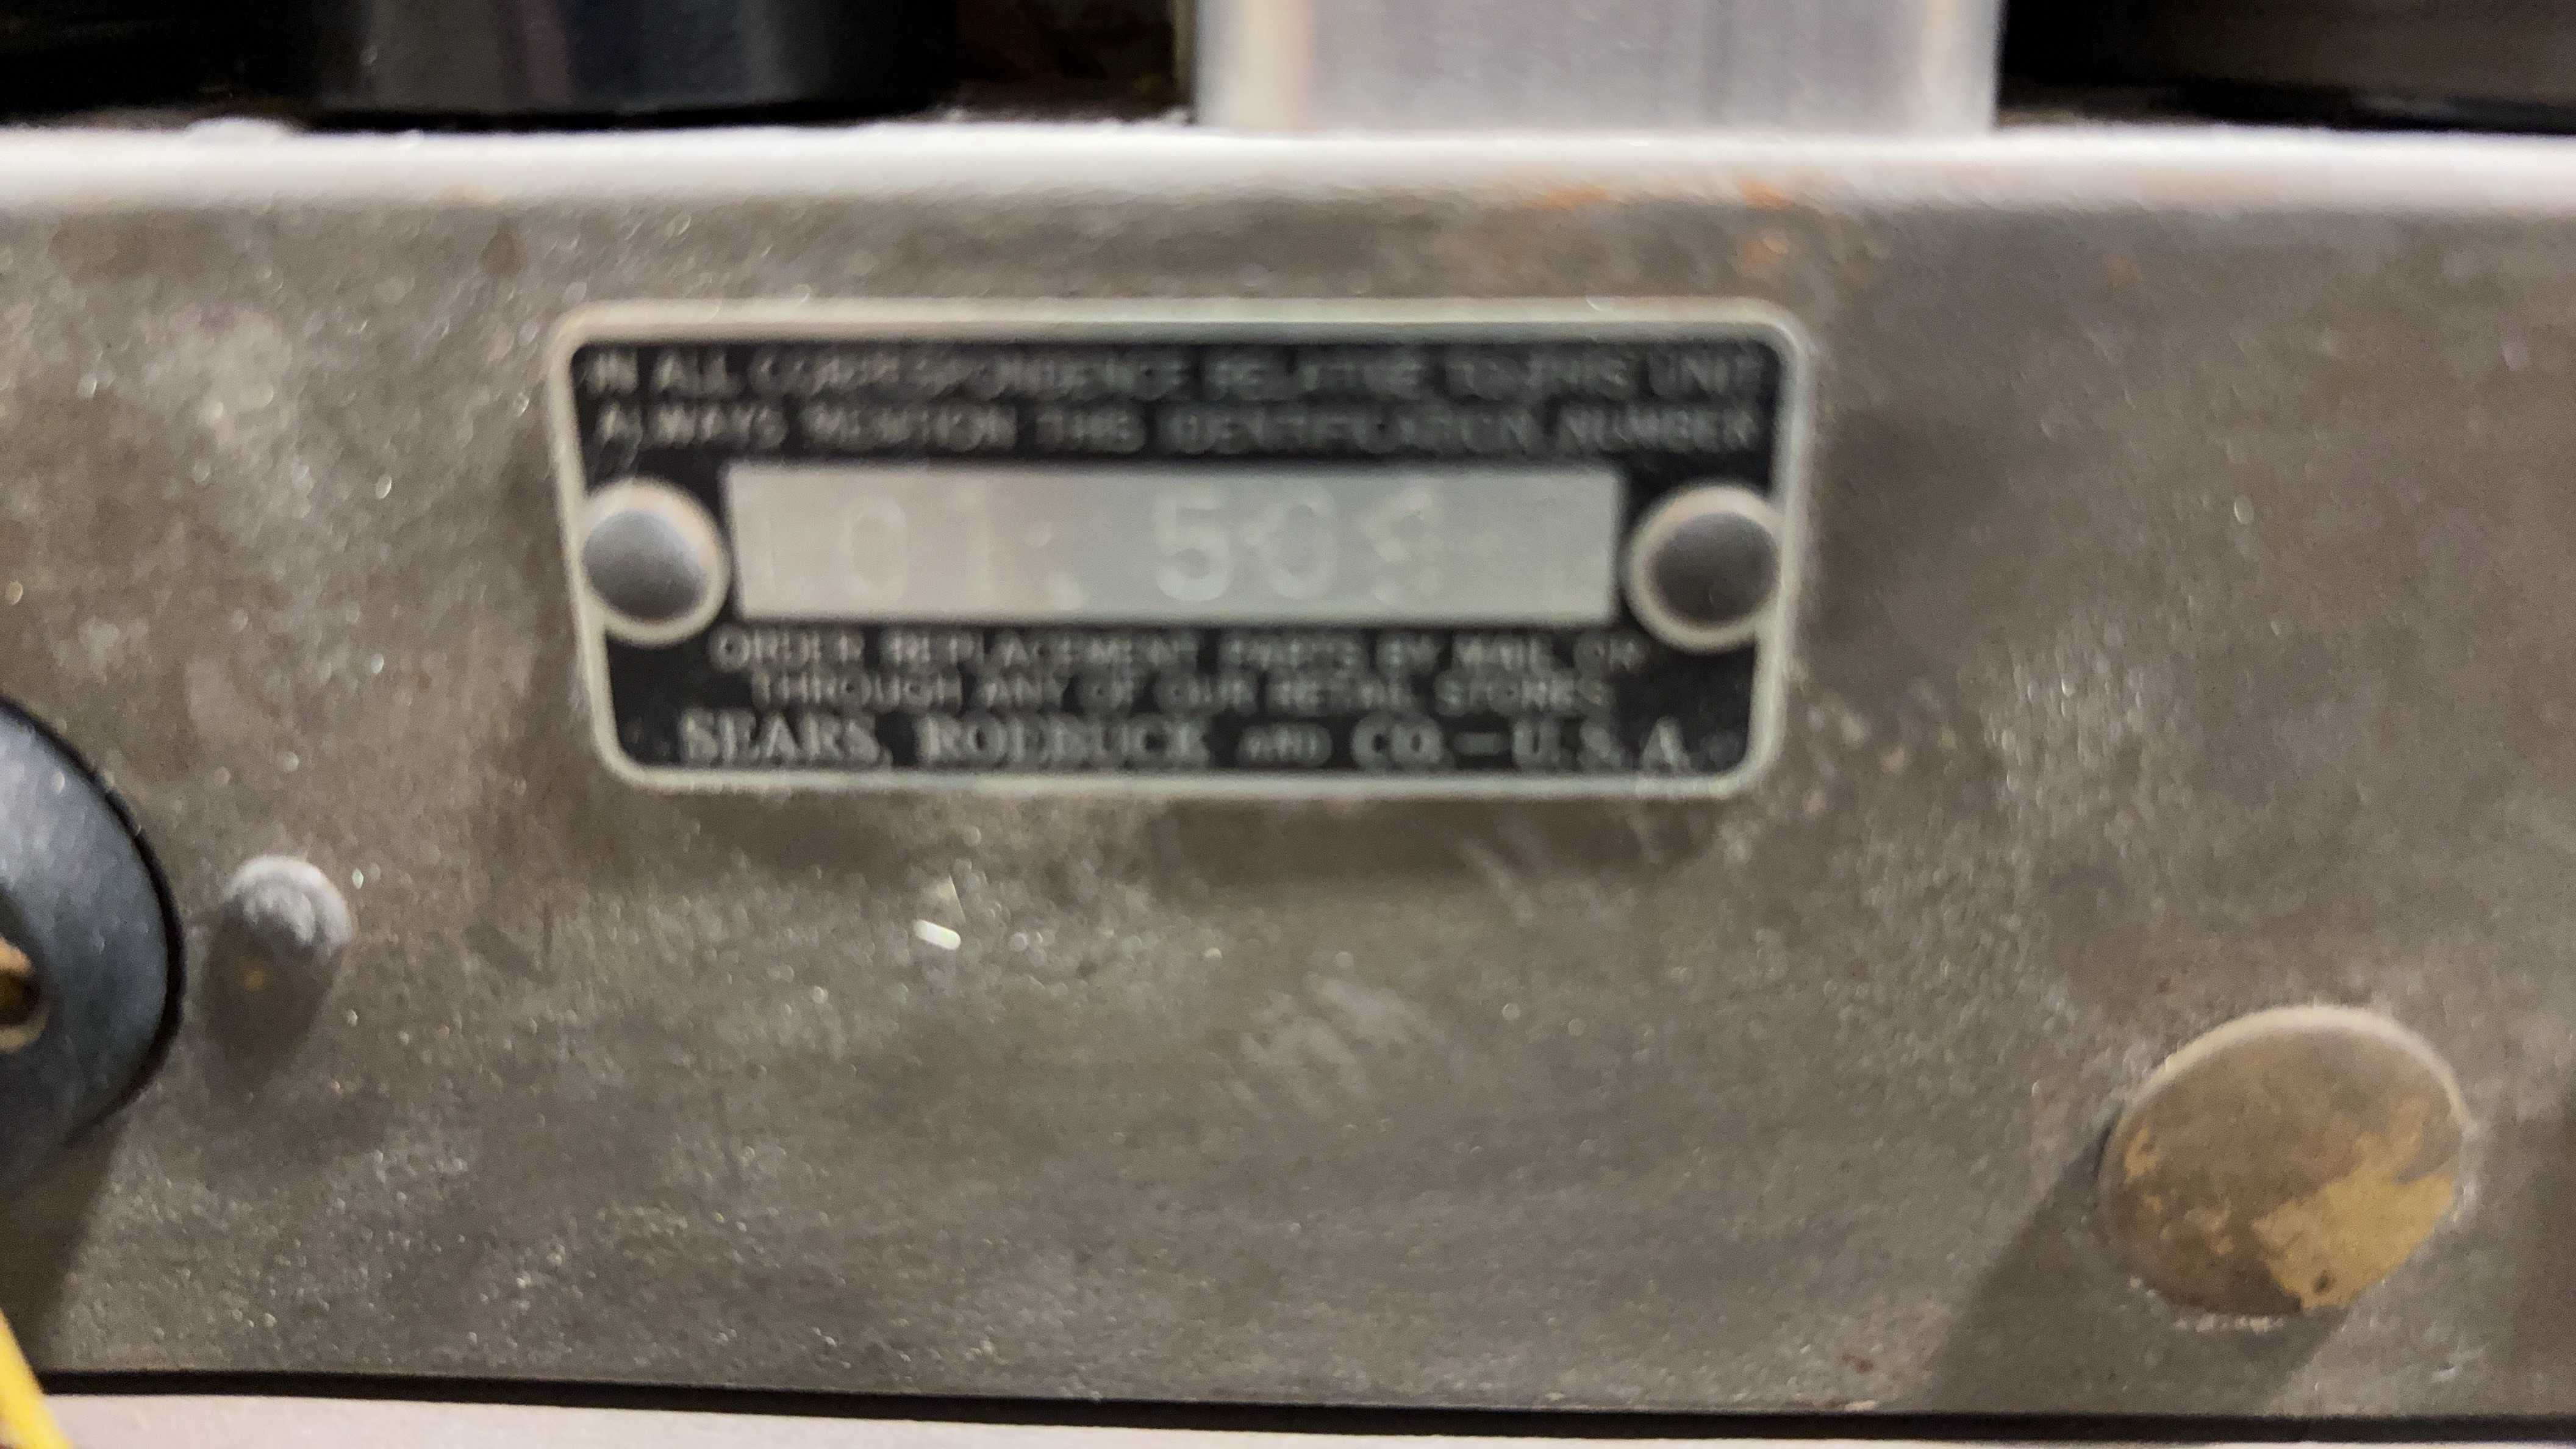 IN ALL CORRESPONDENCE RELATIVE TO THIS UNIT
ALWAYS MENTION THIS IDENTIFICATION NUMBER
ORDER REPLACEMENT PARTS BY MAIL OR
THROUGH ANY OF OUR RETAIL STORES
SEARS, ROEBUCK AND CO.—U.S.A.